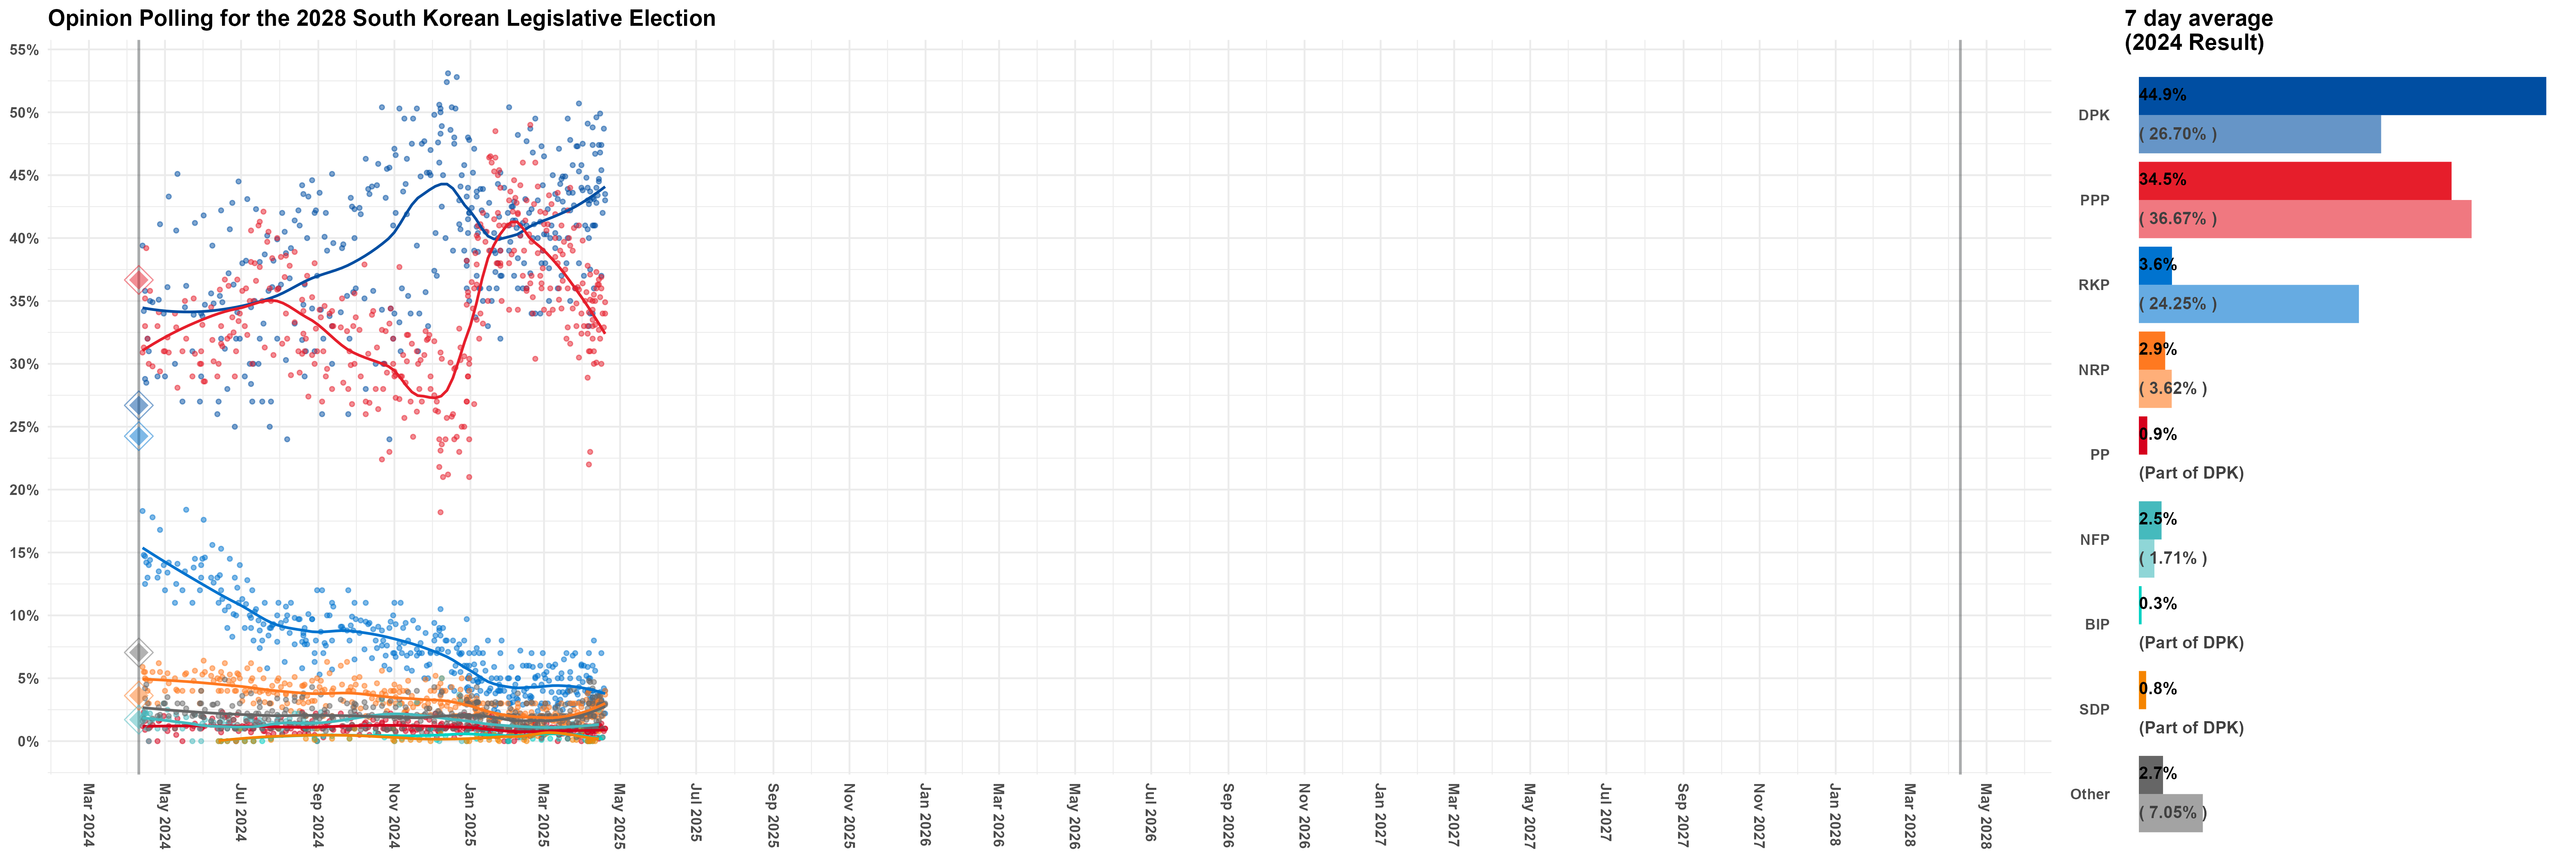 Opinion Polling for the 2028 South Korean Legislative Election
55%
50%
45%
40%
35%
30%
25%
20%
15%
10%
5%
0%
Mar 2024
May 2024
Jul 2024
Sep 2024
Nov 2024
Jan 2025
Mar 2025
May 2025
Jul 2025
Sep 2025
Nov 2025
Jan 2026
Mar 2026
May 2026
Jul 2026
Sep 2026
Nov 2026
Jan 2027
Mar 2027
May 2027
Jul 2027
Sep 2027
Nov 2027
Jan 2028
Mar 2028
May 2028
7 day average
(2024 Result)
DPK
44.9%
( 26.70% )
PPP
34.5%
( 36.67% )
RKP
3.6%
( 24.25% )
NRP
2.9%
( 3.62% )
PP
0.9%
(Part of DPK)
NFP
2.5%
( 1.71% )
BIP
0.3%
(Part of DPK)
SDP
0.8%
(Part of DPK)
Other
2.7%
( 7.05% )